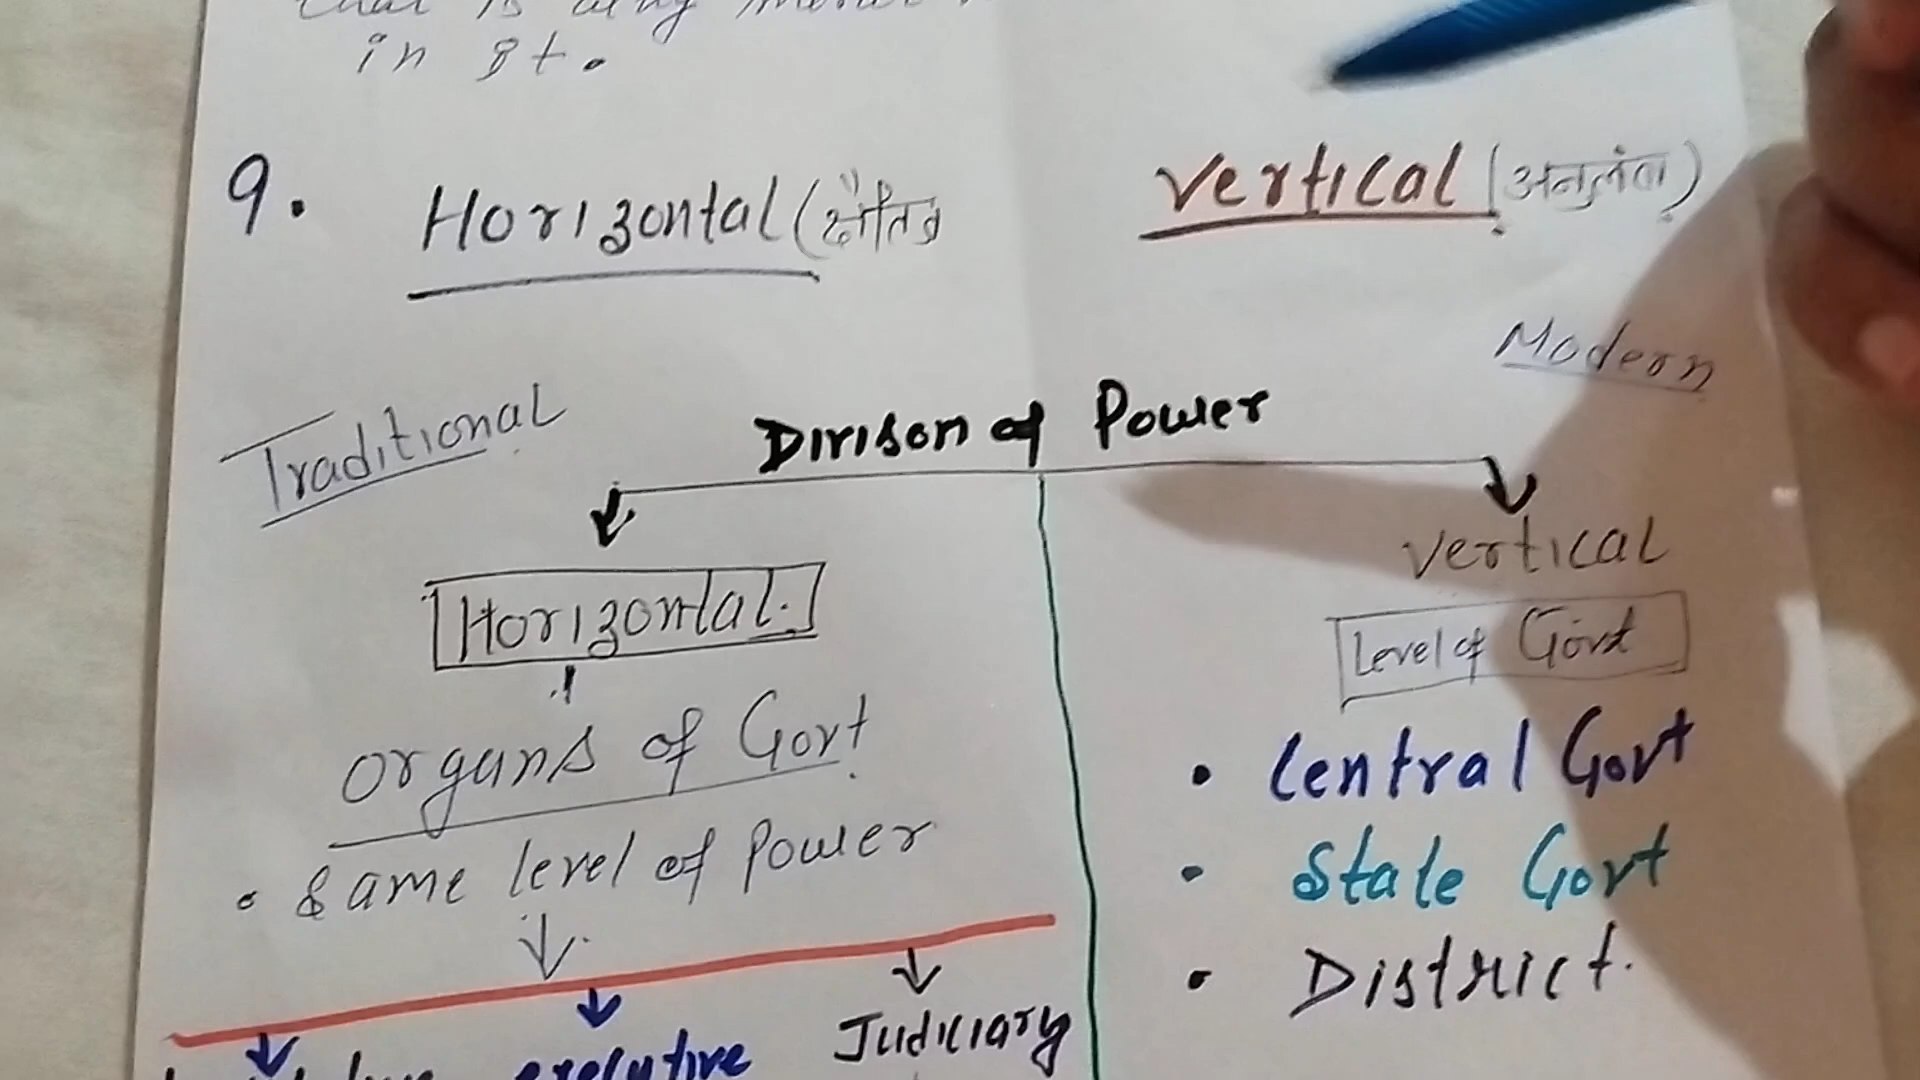 in it.
9. Horizontal (क्षैतिज
Vertical (अनुलंब)
Modern
Traditional
Divison of Power
Horizontal.
Vertical
Level of Govt
organs of Govt
• Central Govt
• Same level of Power
• State Govt
• District.
executive Judiciary